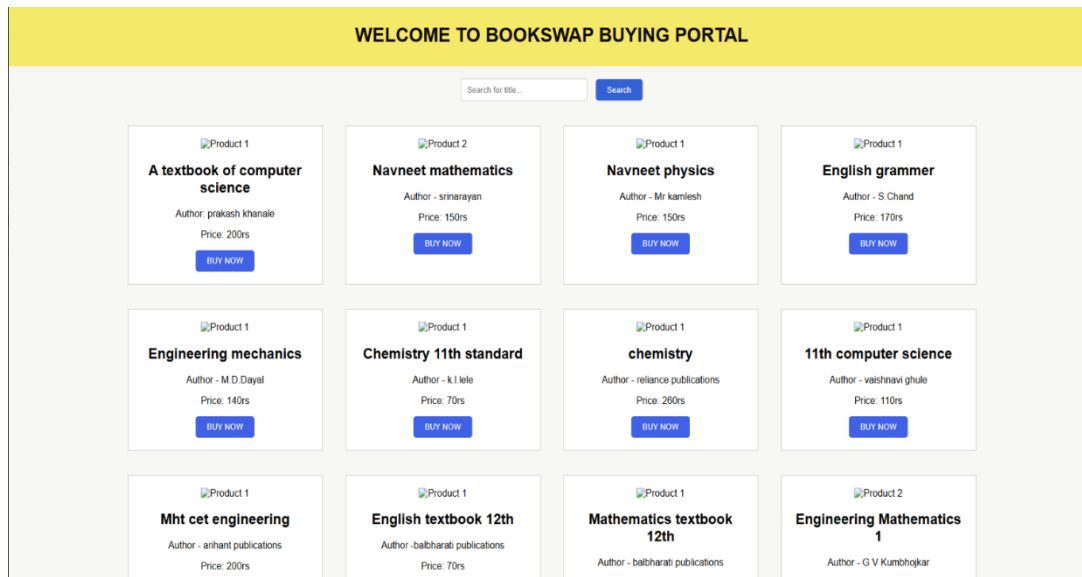 WELCOME TO BOOKSWAP BUYING PORTAL
Search for title...
Search
Product 1
A textbook of computer
science
Author: prakash khanale
Price: 200rs
BUY NOW
Product 2
Navneet mathematics
Author - srinarayan
Price: 150rs
BUY NOW
Product 1
Navneet physics
Author - Mr kamlesh
Price: 150rs
BUY NOW
Product 1
English grammer
Author - S.Chand
Price: 170rs
BUY NOW
Product 1
Engineering mechanics
Author - M.D.Dayal
Price: 140rs
BUY NOW
Product 1
Chemistry 11th standard
Author - k.l.lele
Price: 70rs
BUY NOW
Product 1
chemistry
Author - reliance publications
Price: 260rs
BUY NOW
Product 1
11th computer science
Author - vaishnavi ghule
Price: 110rs
BUY NOW
Product 1
Mht cet engineering
Author - arihant publications
Price: 200rs
Product 1
English textbook 12th
Author -balbharati publications
Price: 70rs
Product 1
Mathematics textbook
12th
Author - balbharati publications
Product 2
Engineering Mathematics
1
Author - G V Kumbhojkar